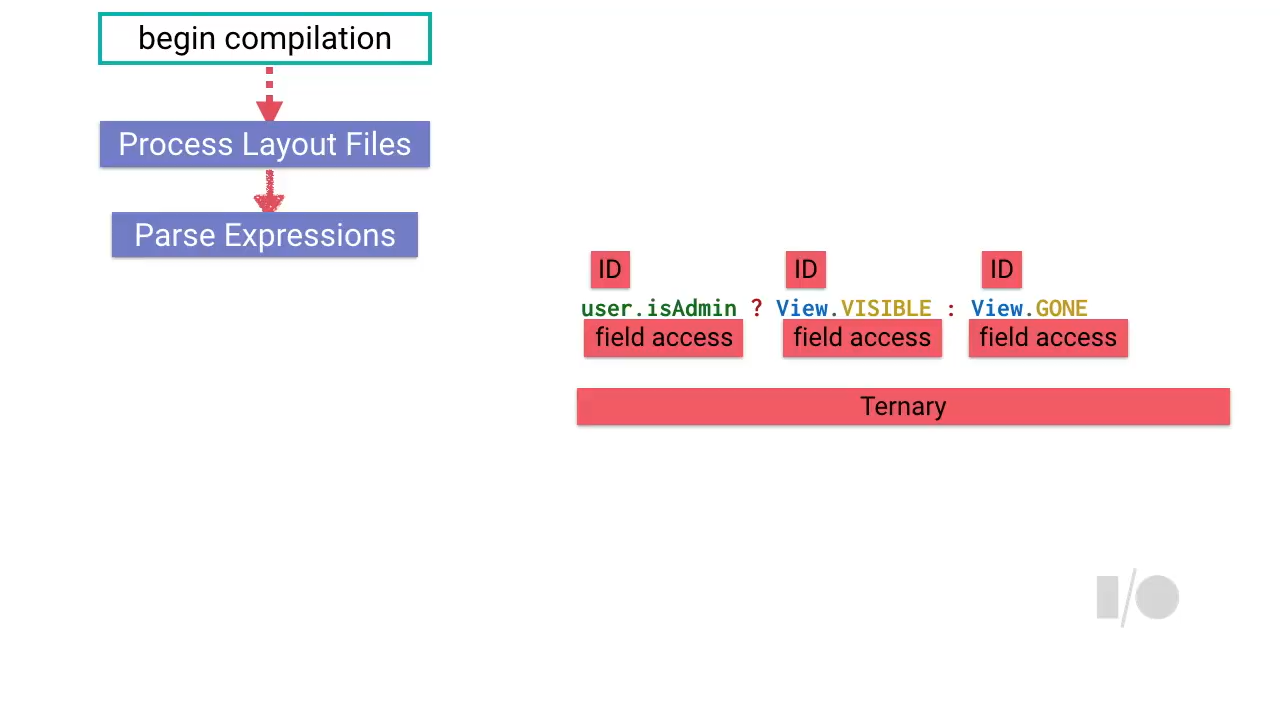 begin compilation
Process Layout Files
Parse Expressions
ID ID ID
user.isAdmin ? View.VISIBLE : View.GONE
field access field access field access
Ternary
I/O